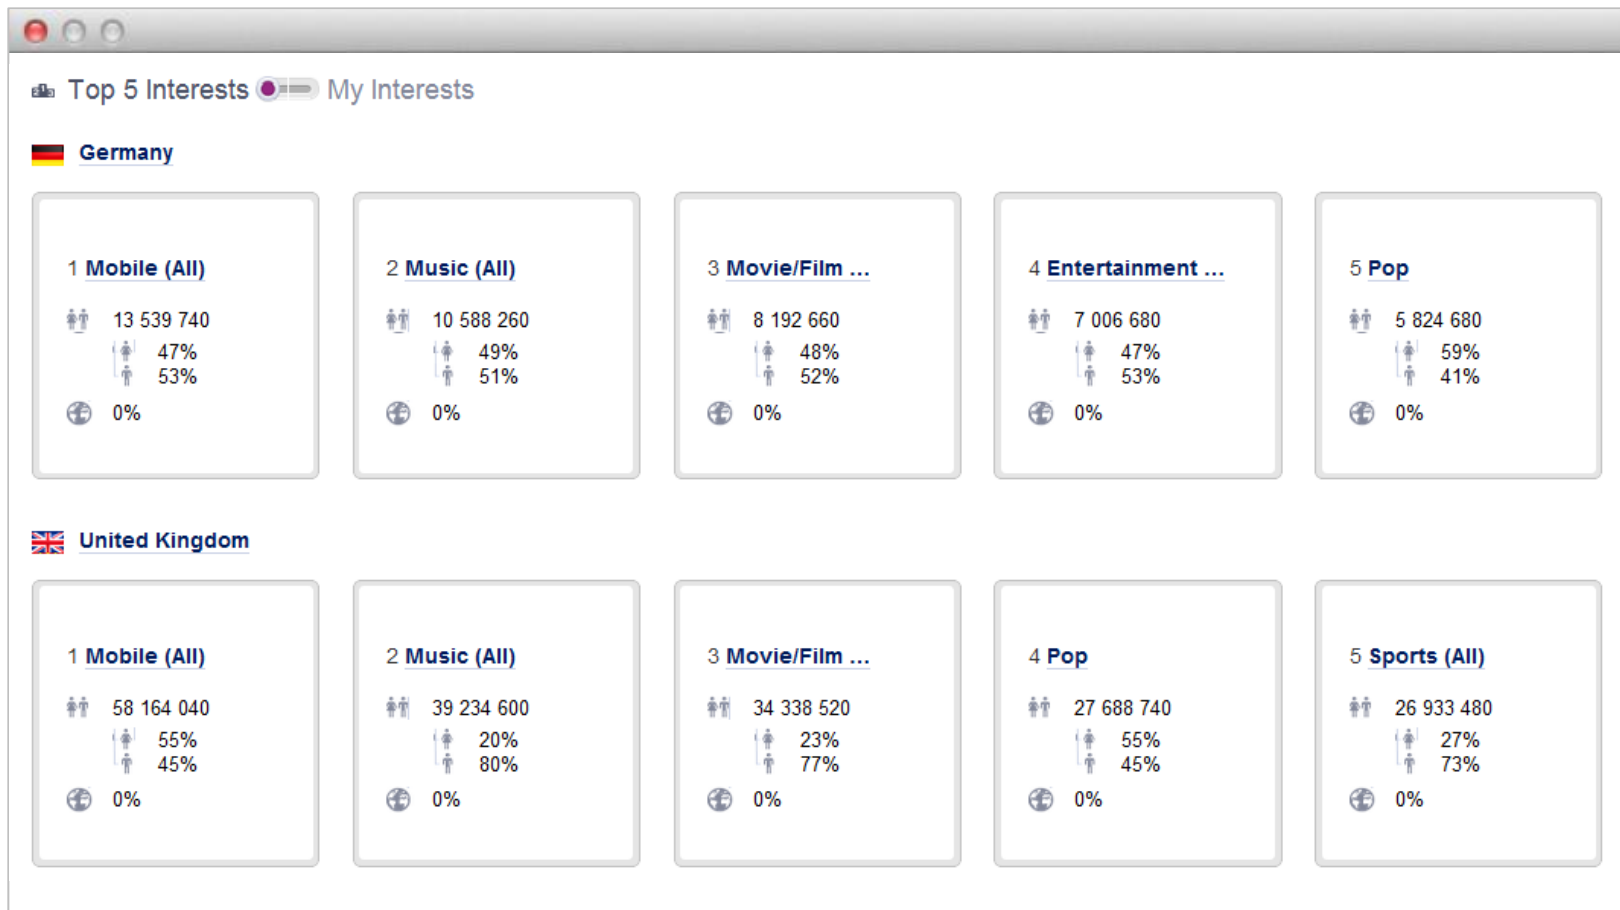 Top 5 Interests My Interests
Germany
1 Mobile (All) 2 Music (All) 3 Movie/Film ... 4 Entertainment ... 5 Pop
13 539 740 10 588 260 8 192 660 7 006 680 5 824 680
47% 49% 48% 47% 59%
53% 51% 52% 53% 41%
0% 0% 0% 0% 0%
United Kingdom
1 Mobile (All) 2 Music (All) 3 Movie/Film ... 4 Pop 5 Sports (All)
58 164 040 39 234 600 34 338 520 27 688 740 26 933 480
55% 20% 23% 55% 27%
45% 80% 77% 45% 73%
0% 0% 0% 0% 0%